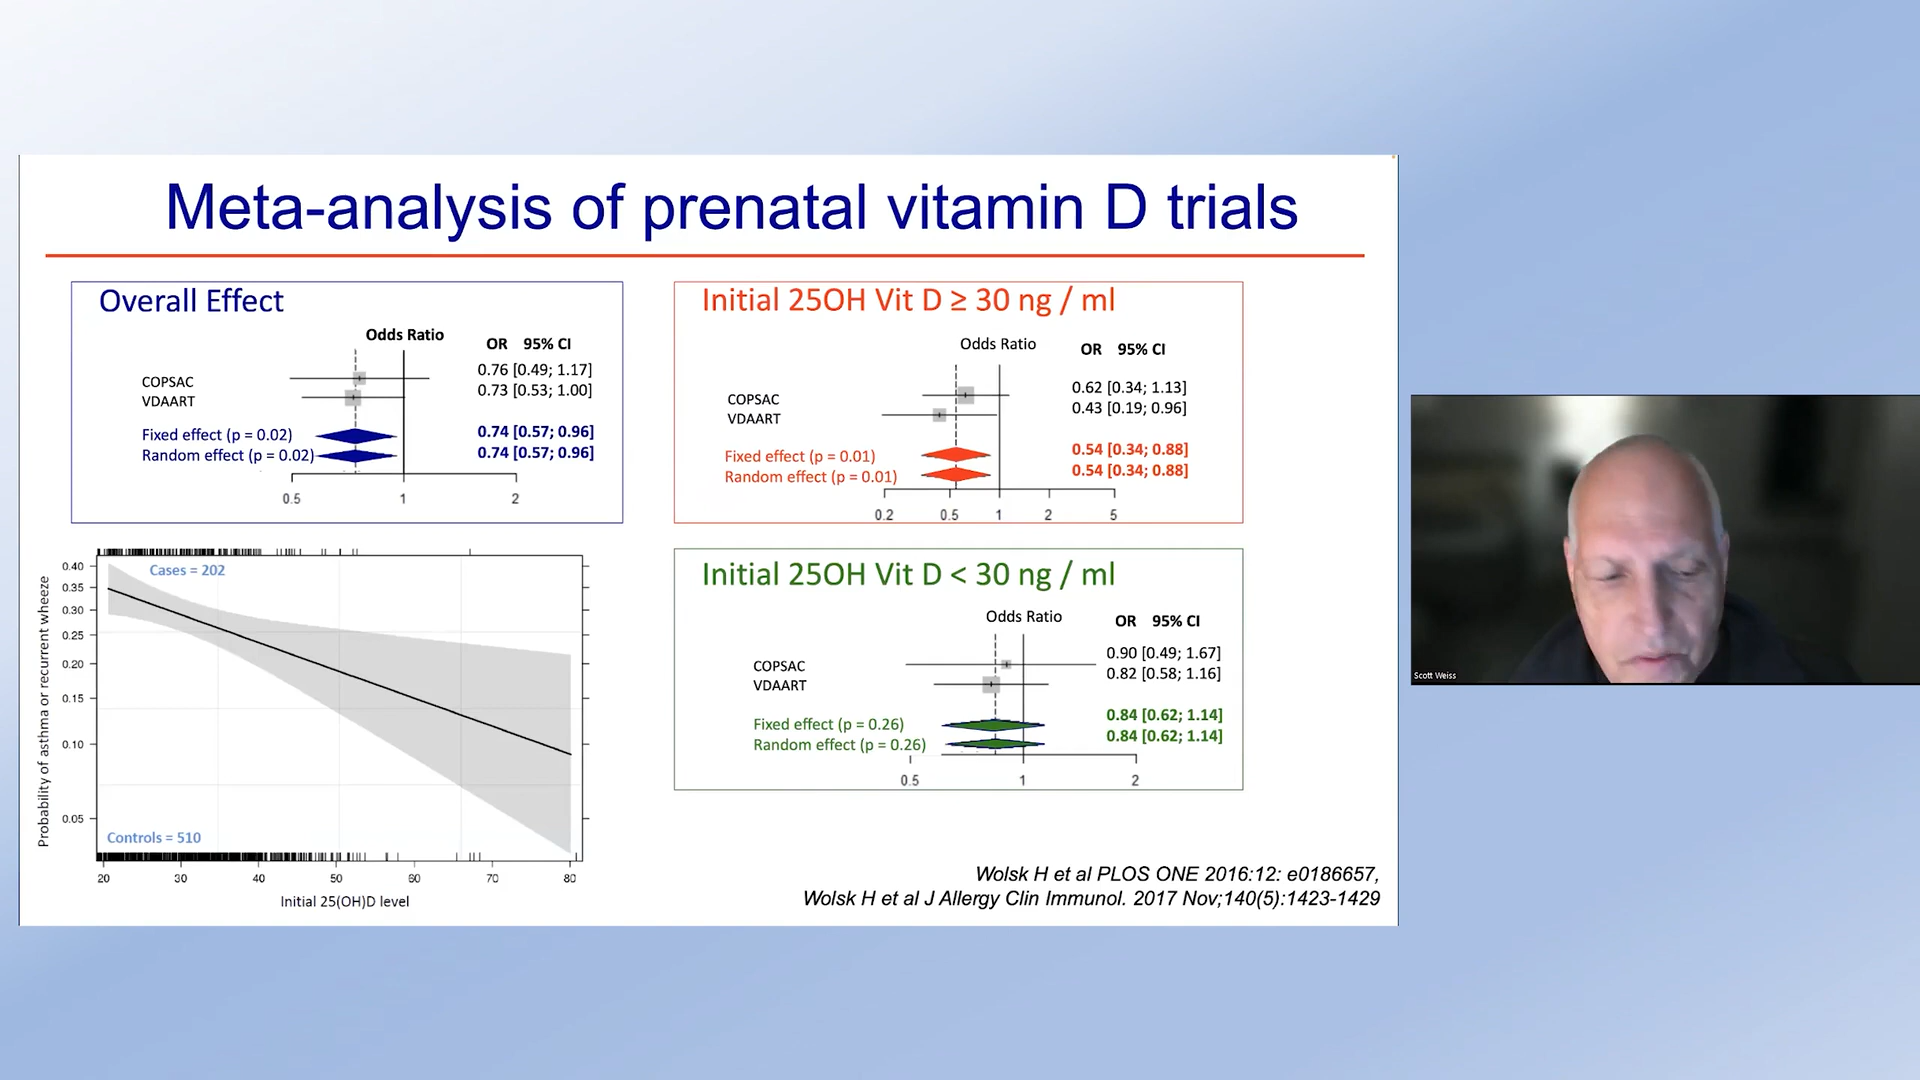 Meta-analysis of prenatal vitamin D trials
Overall Effect
Odds Ratio
OR 95% CI
COPSAC
0.76 [0.49; 1.17]
VDAART
0.73 [0.53; 1.00]
Fixed effect (p = 0.02)
0.74 [0.57; 0.96]
Random effect (p = 0.02)
0.74 [0.57; 0.96]
0.5 1 2
Initial 25OH Vit D ≥ 30 ng / ml
Odds Ratio
OR 95% CI
COPSAC
0.62 [0.34; 1.13]
VDAART
0.43 [0.19; 0.96]
Fixed effect (p = 0.01)
0.54 [0.34; 0.88]
Random effect (p = 0.01)
0.54 [0.34; 0.88]
0.2 0.5 1 2 5
Probability of asthma or recurrent wheeze
0.40
0.35
0.30
0.25
0.20
0.15
0.10
0.05
Cases = 202
Controls = 510
20 30 40 50 60 70 80
Initial 25(OH)D level
Initial 25OH Vit D < 30 ng / ml
Odds Ratio
OR 95% CI
COPSAC
0.90 [0.49; 1.67]
VDAART
0.82 [0.58; 1.16]
Fixed effect (p = 0.26)
0.84 [0.62; 1.14]
Random effect (p = 0.26)
0.84 [0.62; 1.14]
0.5 1 2
Wolsk H et al PLOS ONE 2016:12: e0186657,
Wolsk H et al J Allergy Clin Immunol. 2017 Nov;140(5):1423-1429
Scott Weiss